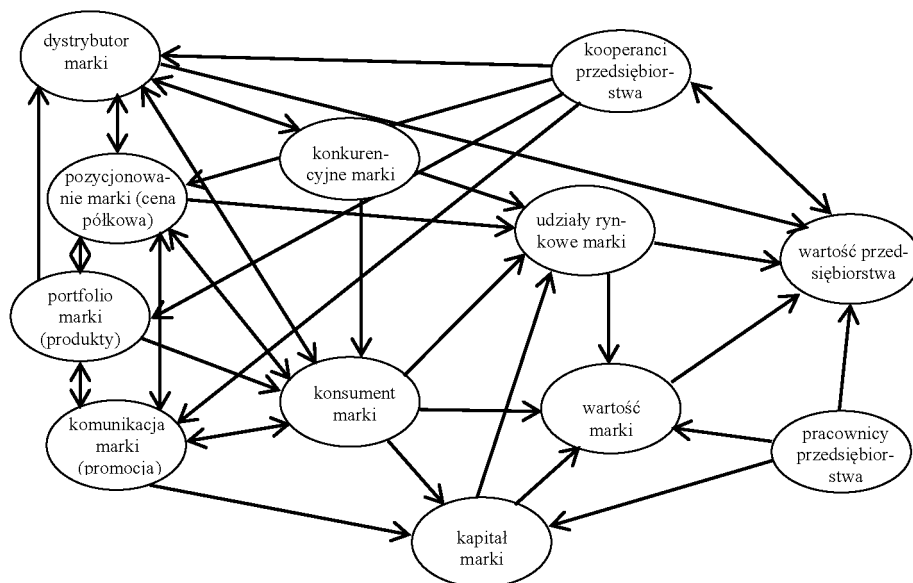 dystrybutor
marki
kooperanci
przedsiębior-
stwa
konkuren-
cyjne marki
pozycjonowa-
nie marki (cena
półkowa)
udziały ryn-
kowe marki
wartość przed-
siębiorstwa
portfolio
marki
(produkty)
konsument
marki
wartość
marki
komunikacja
marki
(promocja)
pracownicy
przedsiębior-
stwa
kapitał
marki